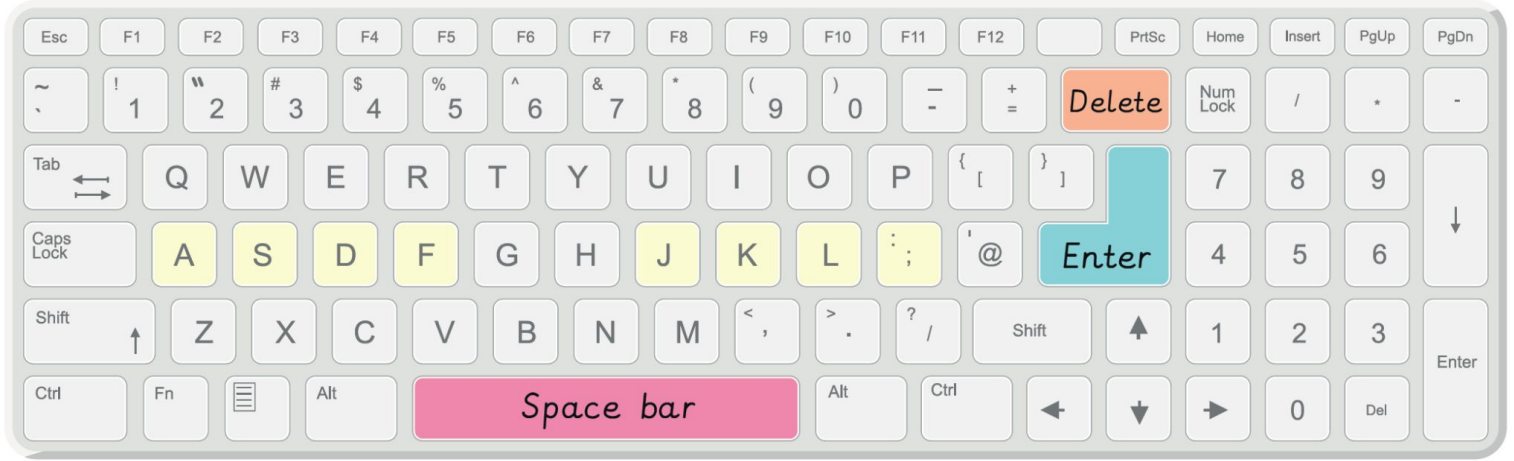 Esc F1 F2 F3 F4 F5 F6 F7 F8 F9 F10 F11 F12 PrtSc Home Insert PgUp PgDn
~ ` ! 1 " 2 # 3 $ 4 % 5 ^ 6 & 7 * 8 ( 9 ) 0 — - + = Delete Num Lock / * -
Tab Q W E R T Y U I O P { [ } ] 7 8 9
Caps Lock A S D F G H J K L : ; ' @ Enter 4 5 6
Shift Z X C V B N M < , > . ? / Shift 1 2 3 Enter
Ctrl Fn Alt Space bar Alt Ctrl 0 Del